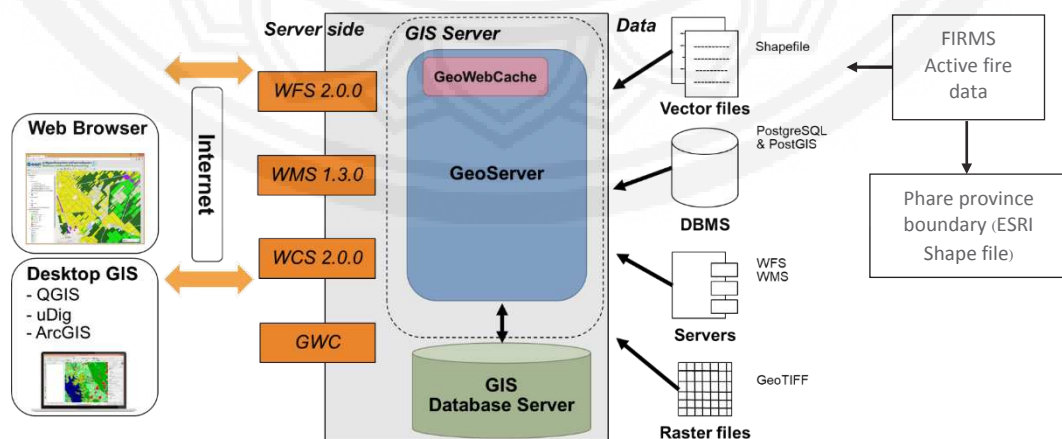 Server side
GIS Server
Data
GeoWebCache
GeoServer
WFS 2.0.0
WMS 1.3.0
WCS 2.0.0
GWC
GIS
Database Server
Internet
Web Browser
Desktop GIS
- QGIS
- uDig
- ArcGIS
Shapefile
Vector files
PostgreSQL
& PostGIS
DBMS
WFS
WMS
Servers
GeoTIFF
Raster files
FIRMS
Active fire
data
Phare province
boundary (ESRI
Shape file)